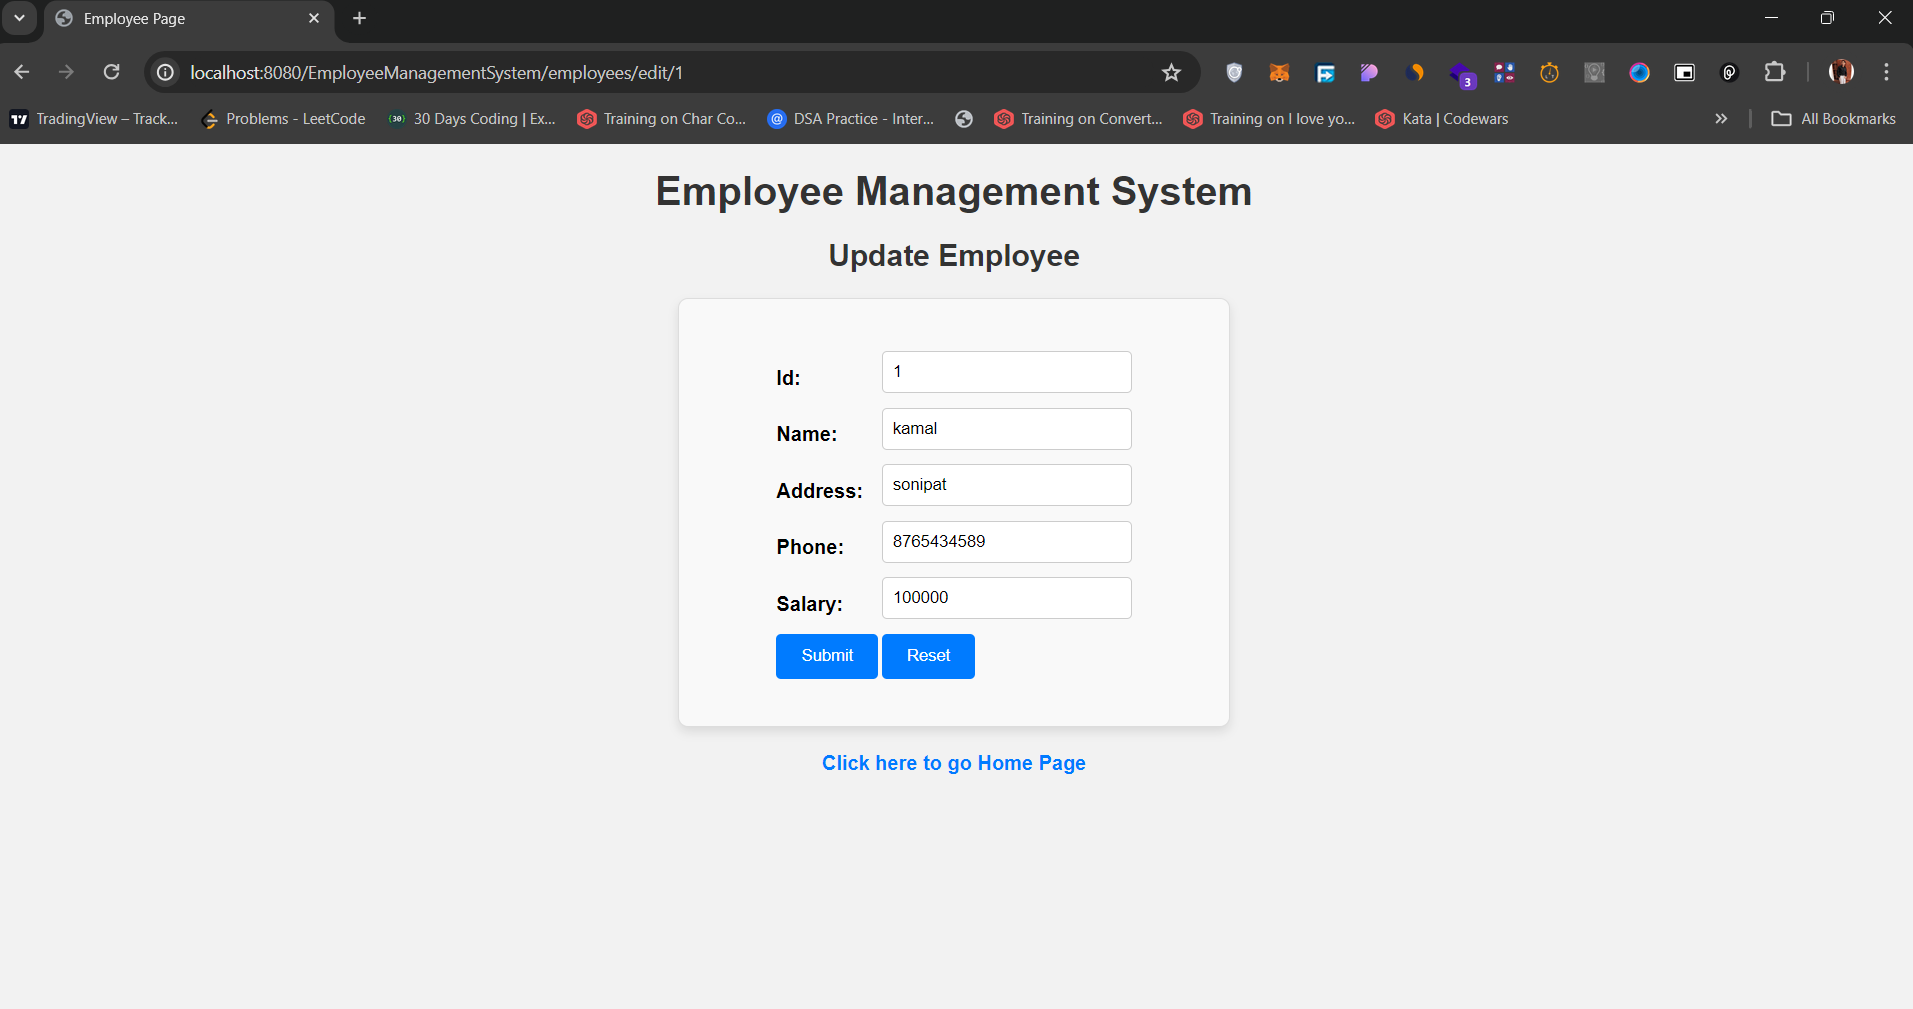 Employee Page
localhost:8080/EmployeeManagementSystem/employees/edit/1
3
TradingView – Track... Problems - LeetCode 30 Days Coding | Ex... Training on Char Co... DSA Practice - Inter... Training on Convert... Training on I love yo... Kata | Codewars » All Bookmarks
Employee Management System
Update Employee
Id: 1
Name: kamal
Address: sonipat
Phone: 8765434589
Salary: 100000
Submit Reset
Click here to go Home Page